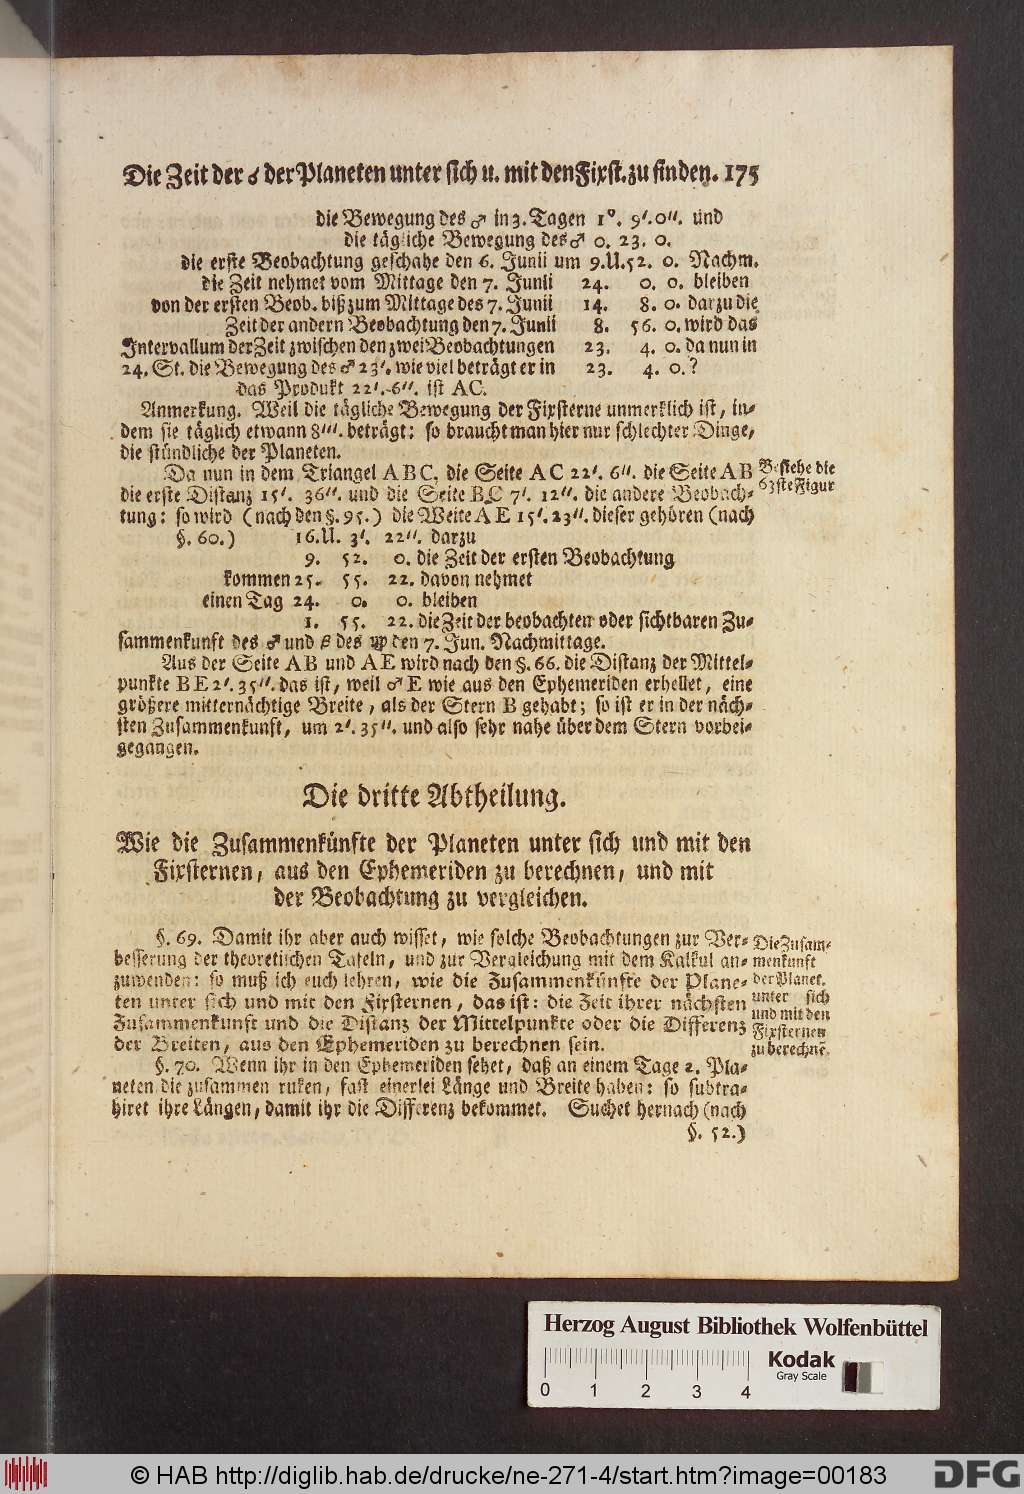 Die Zeit der ☌ der Planeten unter sich u. mit den Fixst. zu finden. 175
die Bewegung des ♂ in 3. Tagen 1°. 9′. 0″. und
die tägliche Bewegung des ♂ 0. 23. 0.
die erste Beobachtung geschahe den 6. Junii um 9. U. 52. 0. Nachm.
die Zeit nehmet vom Mittage den 7. Junii 24. 0. 0. bleiben
von der ersten Beob. biß zum Mittage des 7. Junii 14. 8. 0. darzu die
Zeit der andern Beobachtung den 7. Junii 8. 56. 0. wird das
Intervallum der Zeit zwischen den zwei Beobachtungen 23. 4. 0. da nun in
24. St. die Bewegung des ♂ 23′. wie viel beträgt er in 23. 4. 0.?
das Produkt 22′. 6″. ist AC.
Anmerkung. Weil die tägliche Bewegung der Fixsterne unmerklich ist, in-
dem sie täglich etwann 8‴. beträgt: so braucht man hier nur schlechter Dinge,
die stündliche der Planeten.
Da nun in dem Triangel ABC, die Seite AC 22′. 6″. die Seite AB
Besiehe die
63ste Figur
die erste Distanz 15′. 36″. und die Seite BC 7′. 12″. die andere Beobach-
tung: so wird (nach den §. 95.) die Weite AE 15′. 23″. dieser gehören (nach
§. 60.) 16. U. 3′. 22″. darzu
9. 52. 0. die Zeit der ersten Beobachtung
kommen 25. 55. 22. davon nehmet
einen Tag 24. 0. 0. bleiben
1. 55. 22. die Zeit der beobachten oder sichtbaren Zu-
sammenkunft des ♂ und β des ♍ den 7. Jun. Nachmittage.
Aus der Seite AB und AE wird nach den §. 66. die Distanz der Mittel-
punkte BE 2′. 35″. das ist, weil ♂ E wie aus den Ephemeriden erhellet, eine
größere mitternächtige Breite, als der Stern B gehabt; so ist er in der näch-
sten Zusammenkunft, um 2′. 35″. und also sehr nahe über dem Stern vorbei-
gegangen.
Die dritte Abtheilung.
Wie die Zusammenkünfte der Planeten unter sich und mit den
Fixsternen, aus den Ephemeriden zu berechnen, und mit
der Beobachtung zu vergleichen.
§. 69. Damit ihr aber auch wisset, wie solche Beobachtungen zur Ver-
besserung der theoretischen Tafeln, und zur Vergleichung mit dem Kalkul an-
zuwenden: so muß ich euch lehren, wie die Zusammenkünfte der Plane-
ten unter sich und mit den Fixsternen, das ist: die Zeit ihrer nächsten
Zusammenkunft und die Distanz der Mittelpunkte oder die Differenz
der Breiten, aus den Ephemeriden zu berechnen sein.
Die Zusam-
menkunft
der Planet.
unter sich
und mit den
Fixsternen
zu berechnē.
§. 70. Wenn ihr in den Ephemeriden sehet, daß an einem Tage 2. Pla-
neten die zusammen ruken, fast einerlei Länge und Breite haben: so subtra-
hiret ihre Längen, damit ihr die Differenz bekommet. Suchet hernach (nach
§. 52.)
Herzog August Bibliothek Wolfenbüttel
Kodak
Gray Scale
0 1 2 3 4
© HAB http://diglib.hab.de/drucke/ne-271-4/start.htm?image=00183
DFG